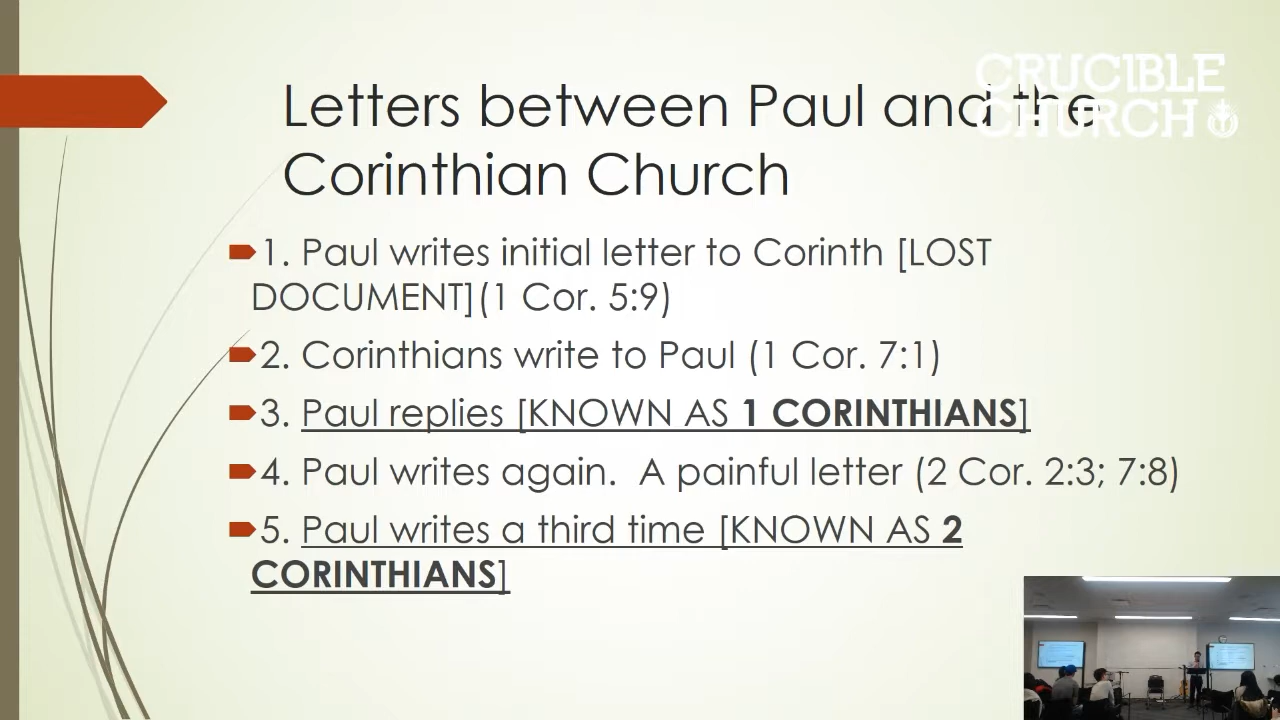 CRUCIBLE
CHURCH
Letters between Paul and the
Corinthian Church
1. Paul writes initial letter to Corinth [LOST
DOCUMENT](1 Cor. 5:9)
2. Corinthians write to Paul (1 Cor. 7:1)
3. Paul replies [KNOWN AS 1 CORINTHIANS]
4. Paul writes again.  A painful letter (2 Cor. 2:3; 7:8)
5. Paul writes a third time [KNOWN AS 2
CORINTHIANS]